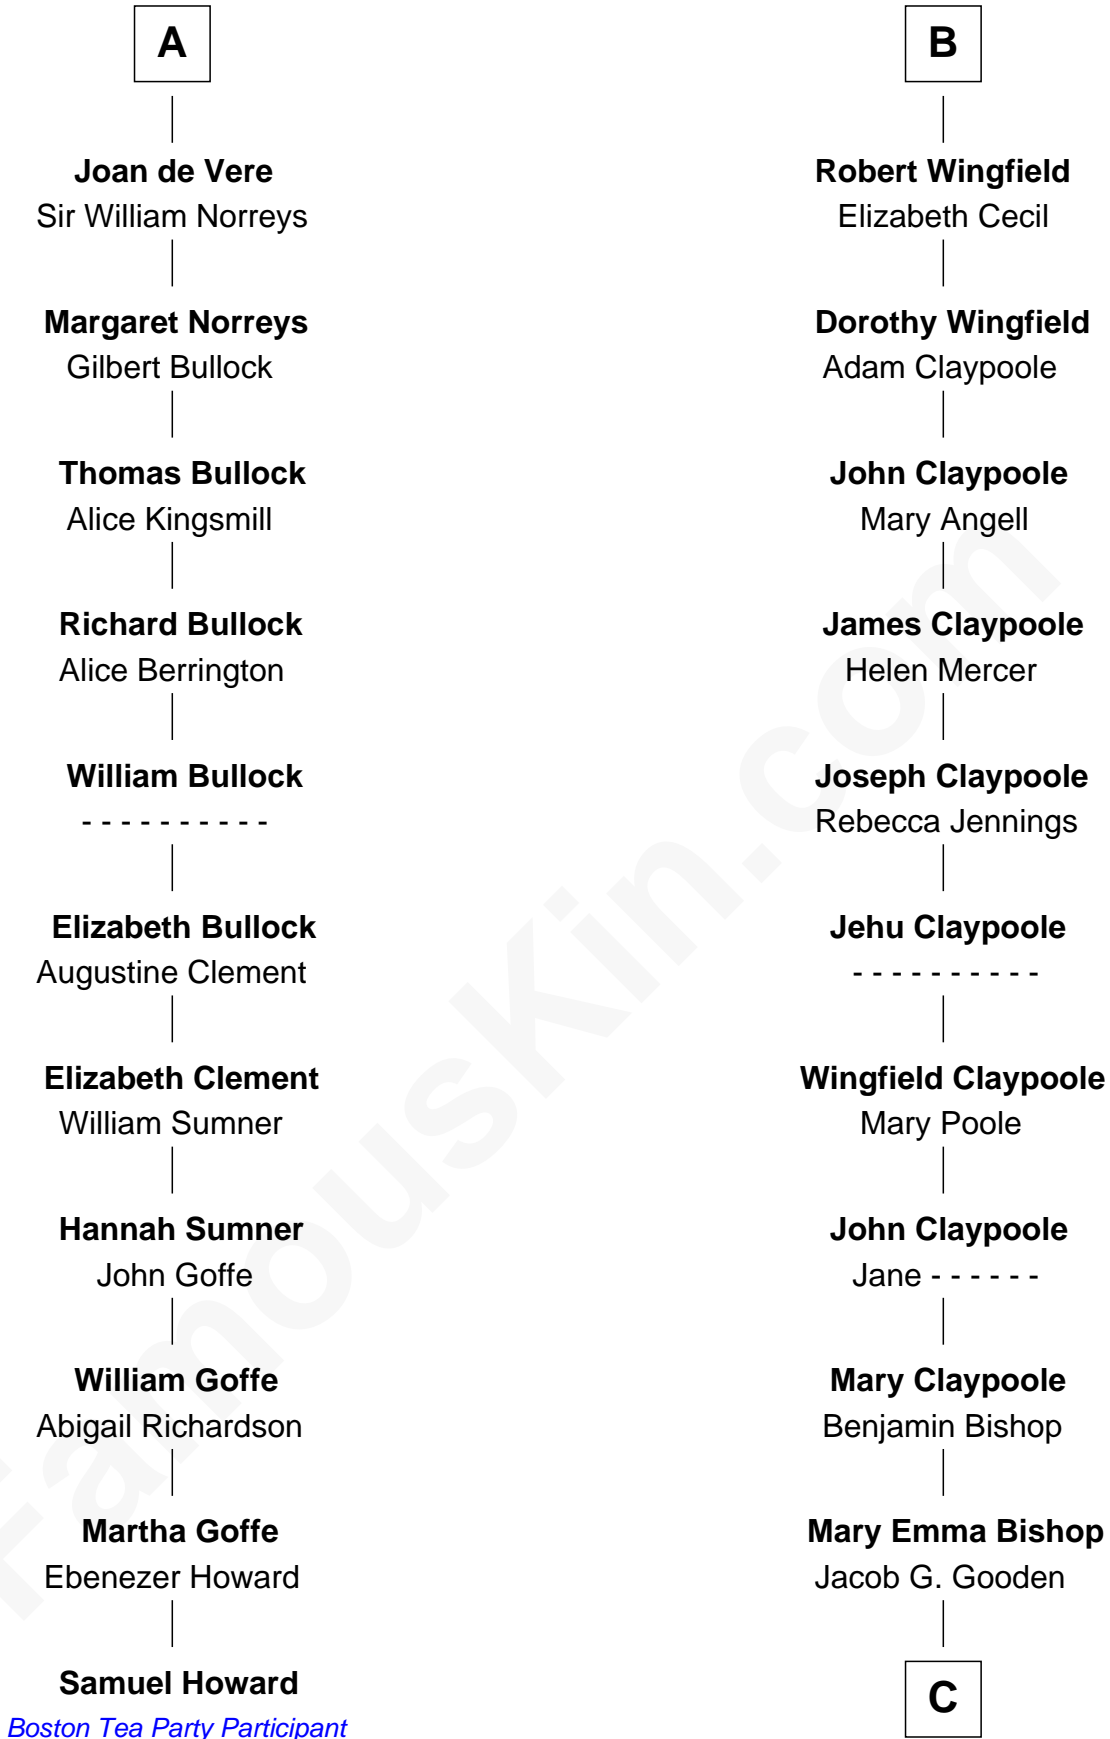 A
Joan de Vere
Sir William Norreys
Margaret Norreys
Gilbert Bullock
Thomas Bullock
Alice Kingsmill
Richard Bullock
Alice Berrington
William Bullock
- - - - - - - - - -
Elizabeth Bullock
Augustine Clement
Elizabeth Clement
William Sumner
Hannah Sumner
John Goffe
William Goffe
Abigail Richardson
Martha Goffe
Ebenezer Howard
Samuel Howard
Boston Tea Party Participant
B
Robert Wingfield
Elizabeth Cecil
Dorothy Wingfield
Adam Claypoole
John Claypoole
Mary Angell
James Claypoole
Helen Mercer
Joseph Claypoole
Rebecca Jennings
Jehu Claypoole
- - - - - - - - - -
Wingfield Claypoole
Mary Poole
John Claypoole
Jane - - - - - -
Mary Claypoole
Benjamin Bishop
Mary Emma Bishop
Jacob G. Gooden
C
FamousKin.com